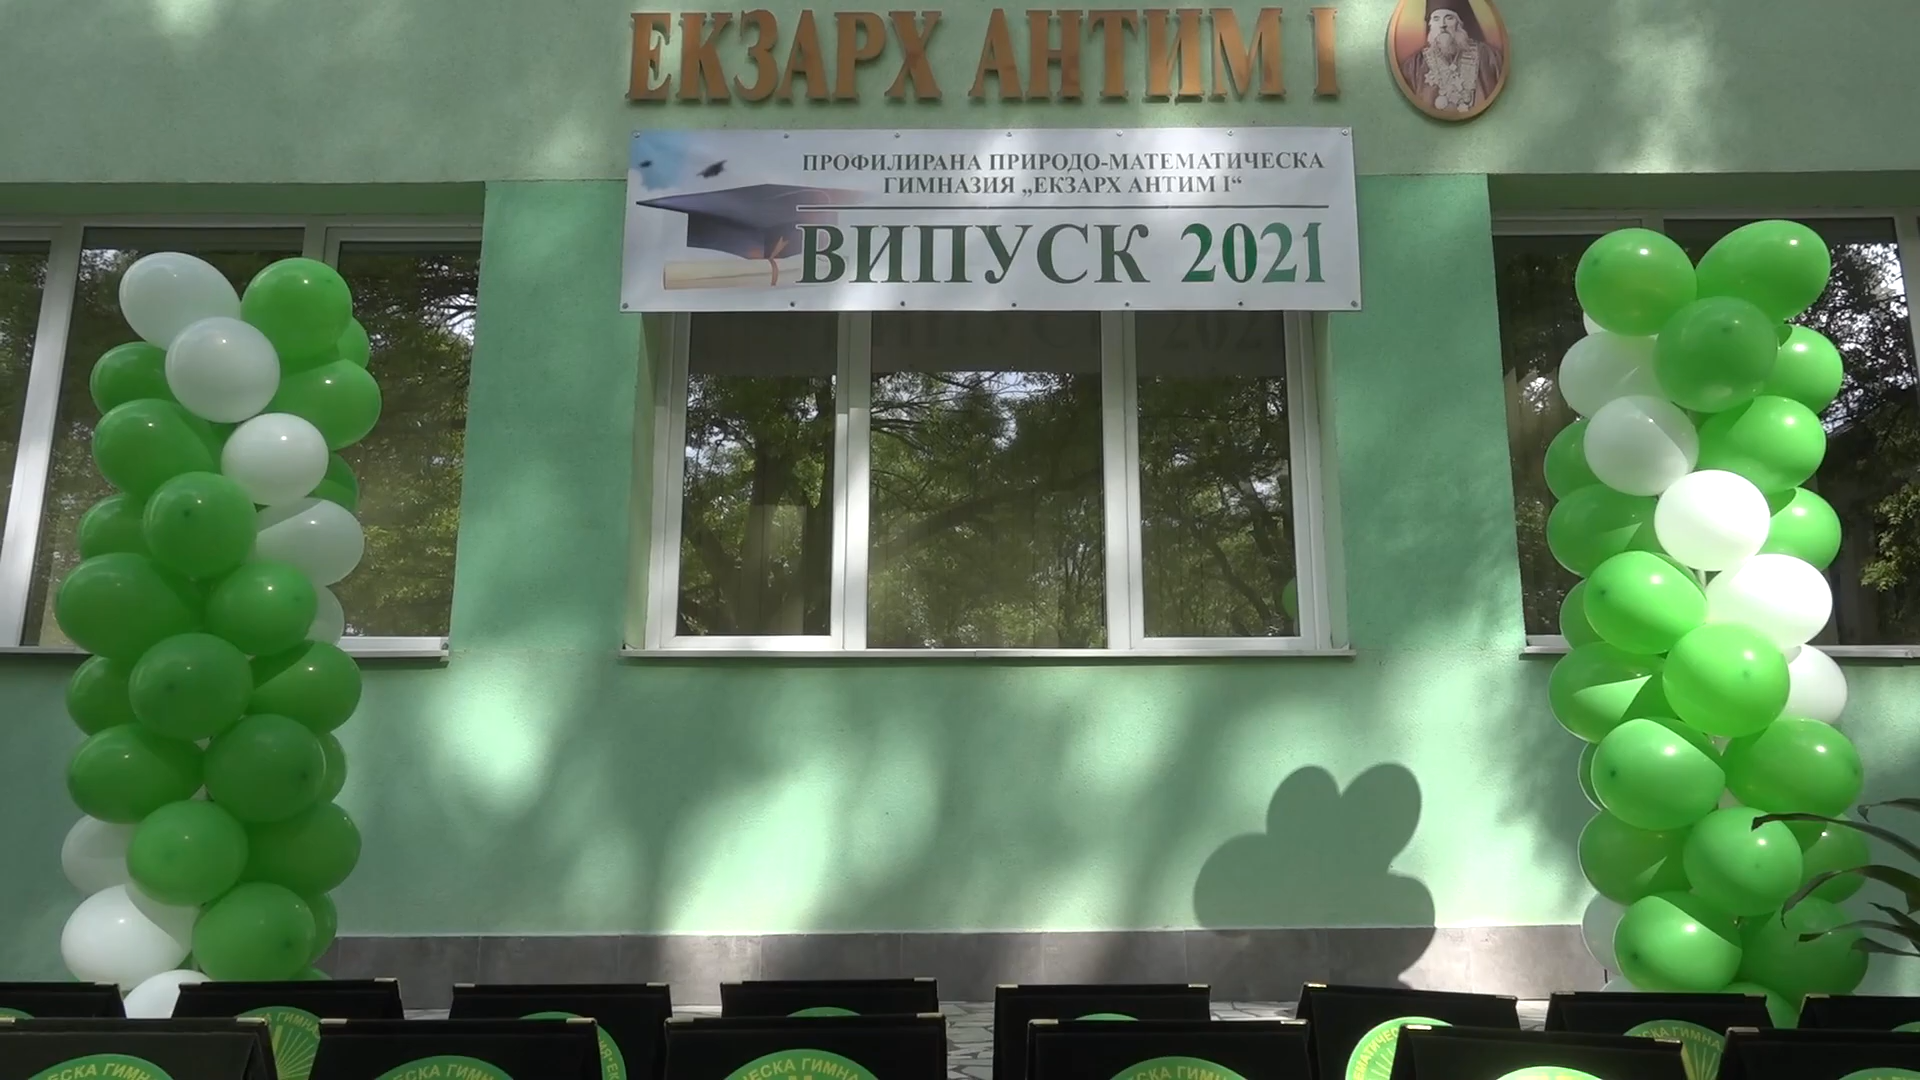 ЕКЗАРХ АНТИМ I
ПРОФИЛИРАНА ПРИРОДО-МАТЕМАТИЧЕСКА
ГИМНАЗИЯ „ЕКЗАРХ АНТИМ I“
ВИПУСК 2021